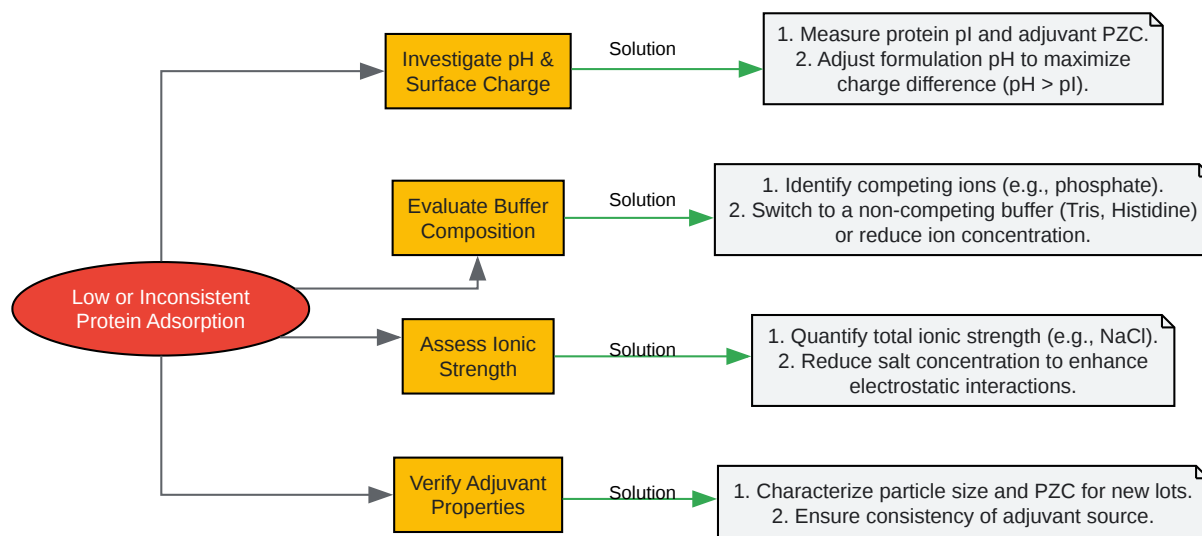 Investigate pH &
Surface Charge
Solution
1. Measure protein pI and adjuvant PZC.
2. Adjust formulation pH to maximize
charge difference (pH > pI).
Evaluate Buffer
Composition
Solution
1. Identify competing ions (e.g., phosphate).
2. Switch to a non-competing buffer (Tris, Histidine)
or reduce ion concentration.
Low or Inconsistent
Protein Adsorption
Assess Ionic
Strength
Solution
1. Quantify total ionic strength (e.g., NaCl).
2. Reduce salt concentration to enhance
electrostatic interactions.
Verify Adjuvant
Properties
Solution
1. Characterize particle size and PZC for new lots.
2. Ensure consistency of adjuvant source.